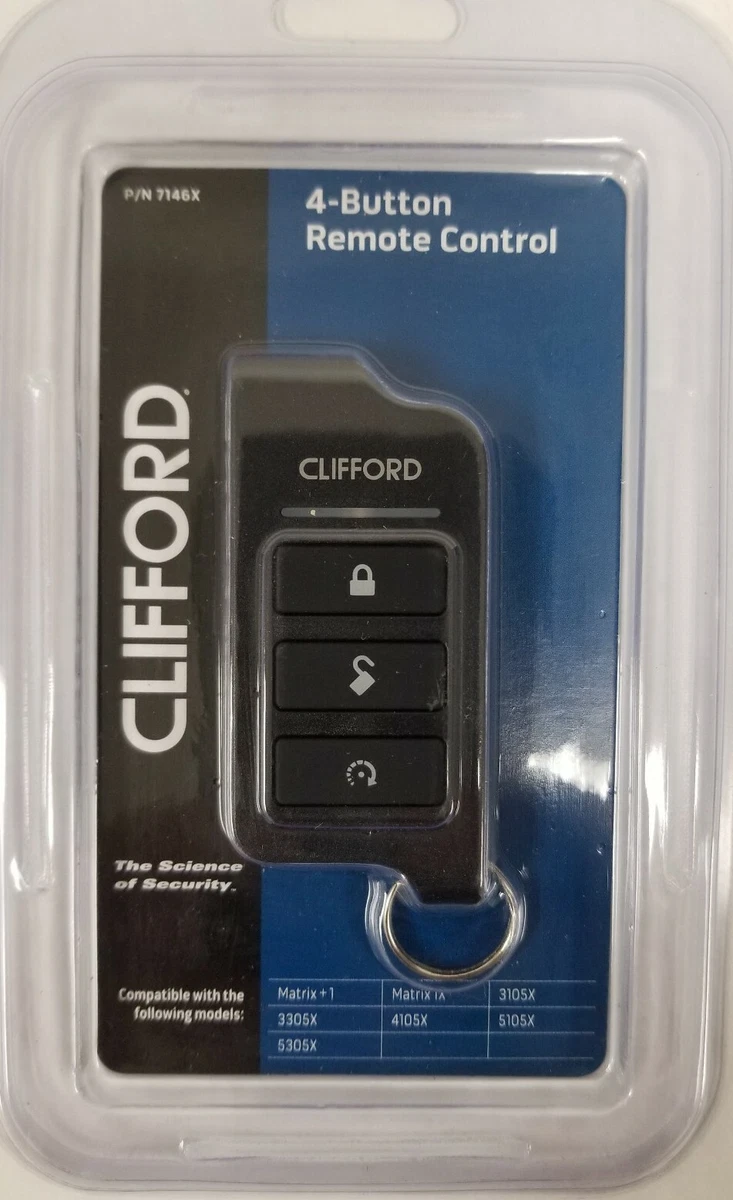 P/N 7146X
4-Button
Remote Control
CLIFFORD
CLIFFORD
The Science
of Security™
Compatible with the
following models:
Matrix+1
Matrix 1X
3105X
3305X
4105X
5105X
5305X